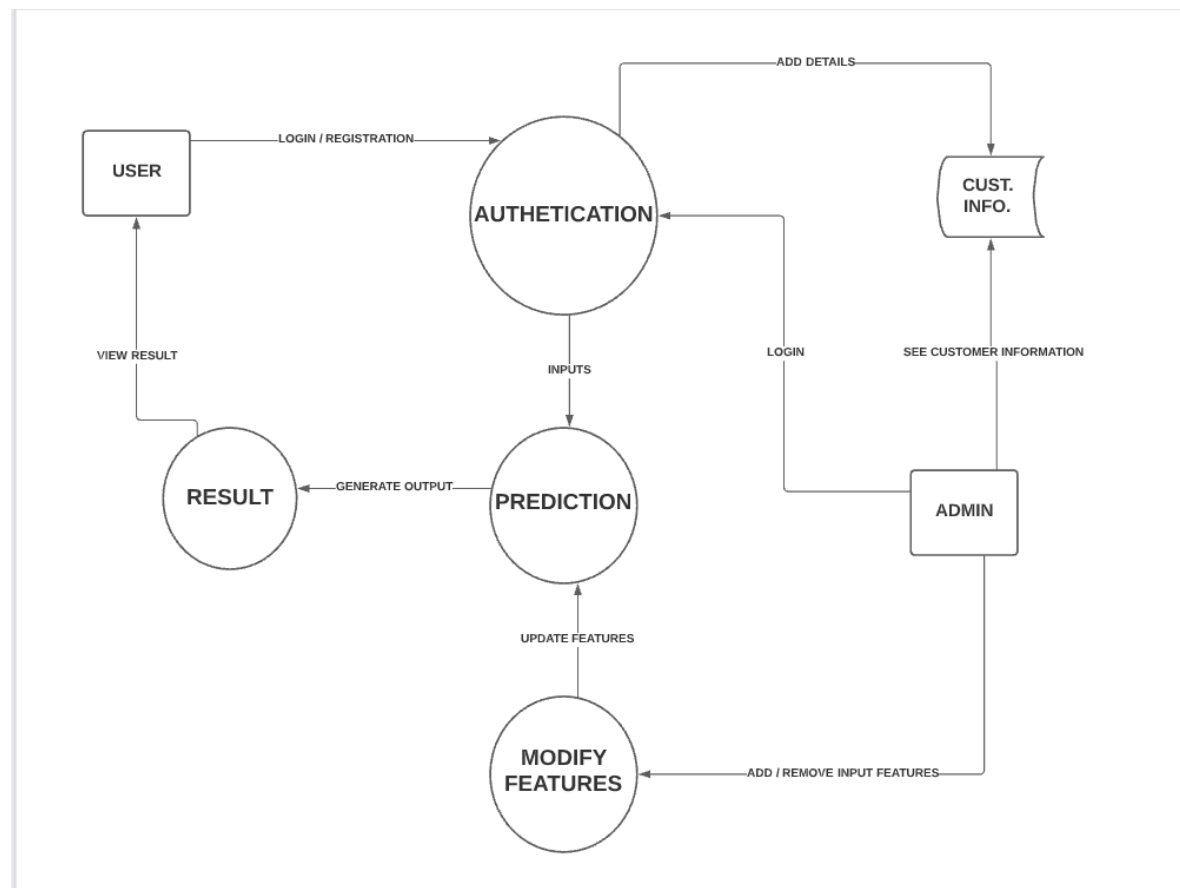 ADD DETAILS
LOGIN / REGISTRATION
USER
AUTHETICATION
CUST.
INFO.
VIEW RESULT
INPUTS
LOGIN
SEE CUSTOMER INFORMATION
RESULT
GENERATE OUTPUT
PREDICTION
ADMIN
UPDATE FEATURES
MODIFY
FEATURES
ADD / REMOVE INPUT FEATURES